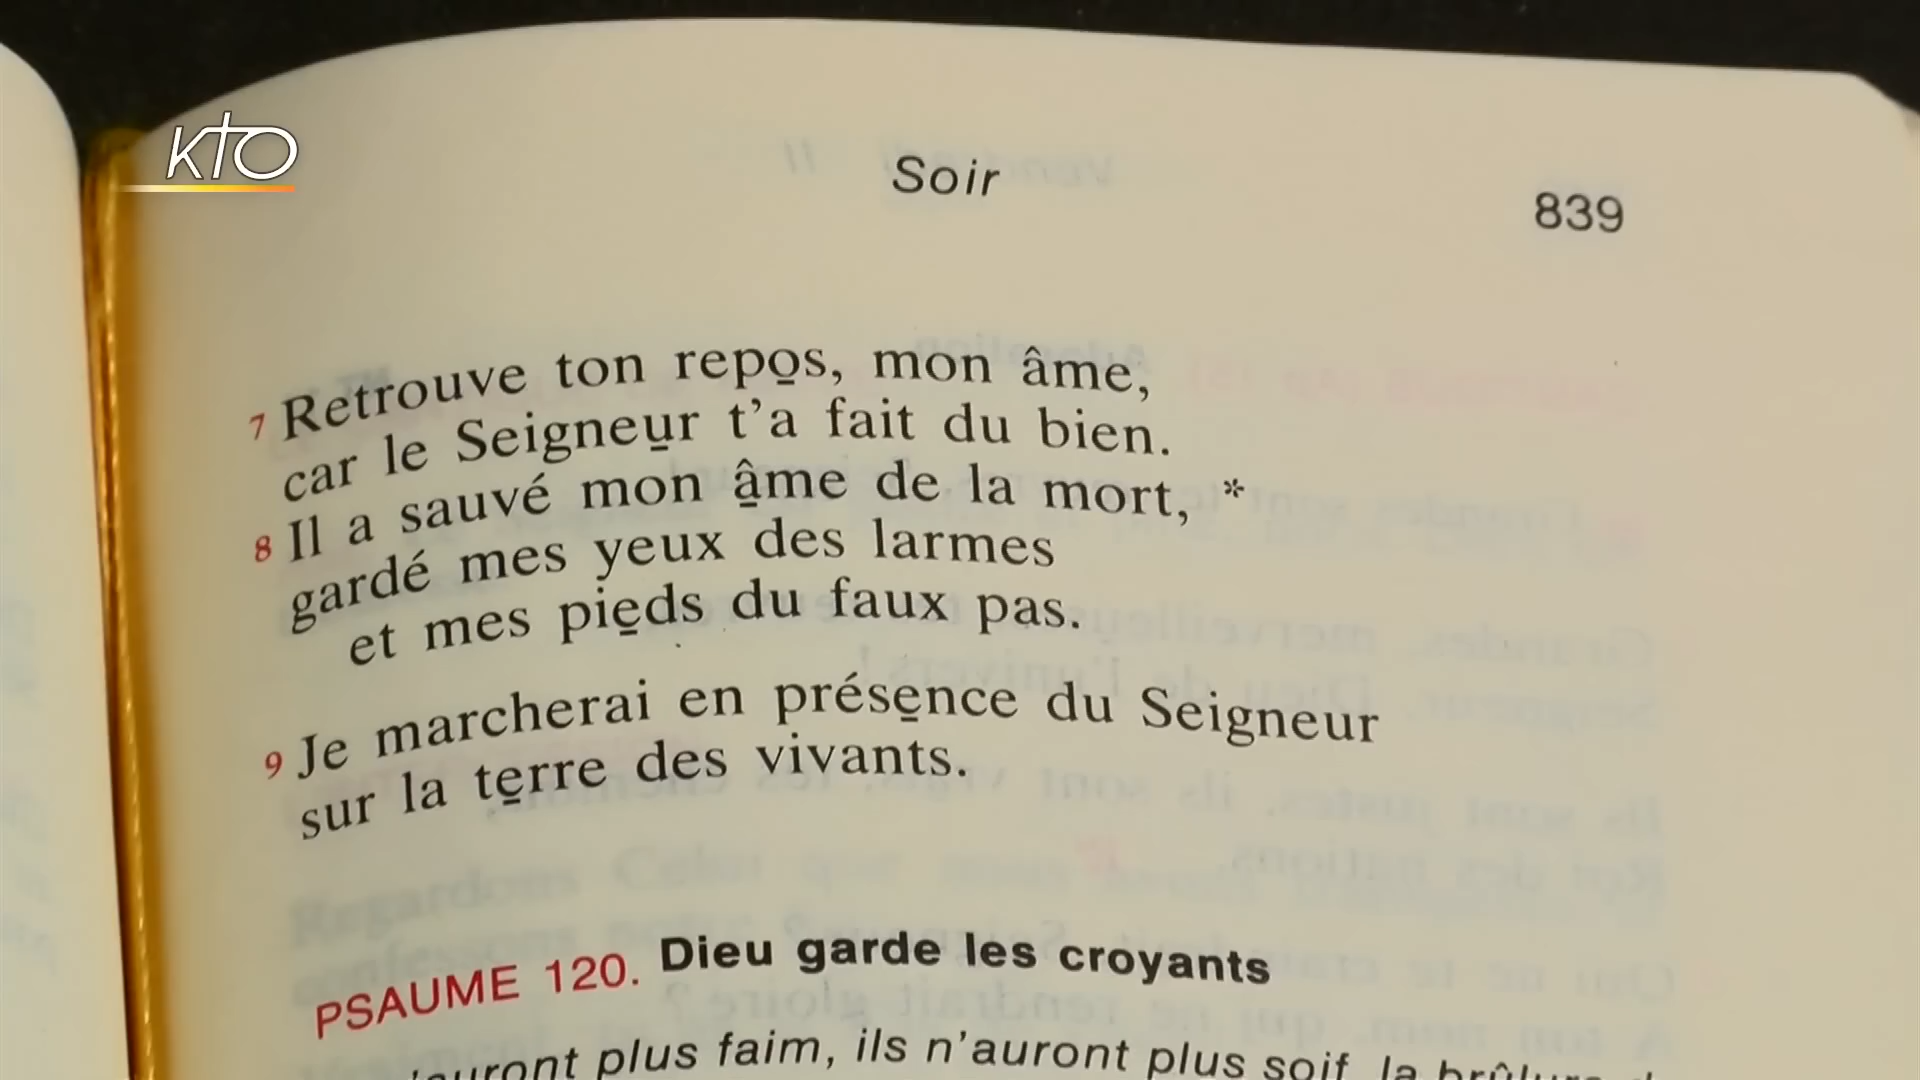 KTO
Soir
839
7 Retrouve ton repos, mon âme,
car le Seigneur t'a fait du bien.
8 Il a sauvé mon âme de la mort, *
gardé mes yeux des larmes
et mes pieds du faux pas.
9 Je marcherai en présence du Seigneur
sur la terre des vivants.
PSAUME 120. Dieu garde les croyants
plus faim, ils n'auront plus soif, la